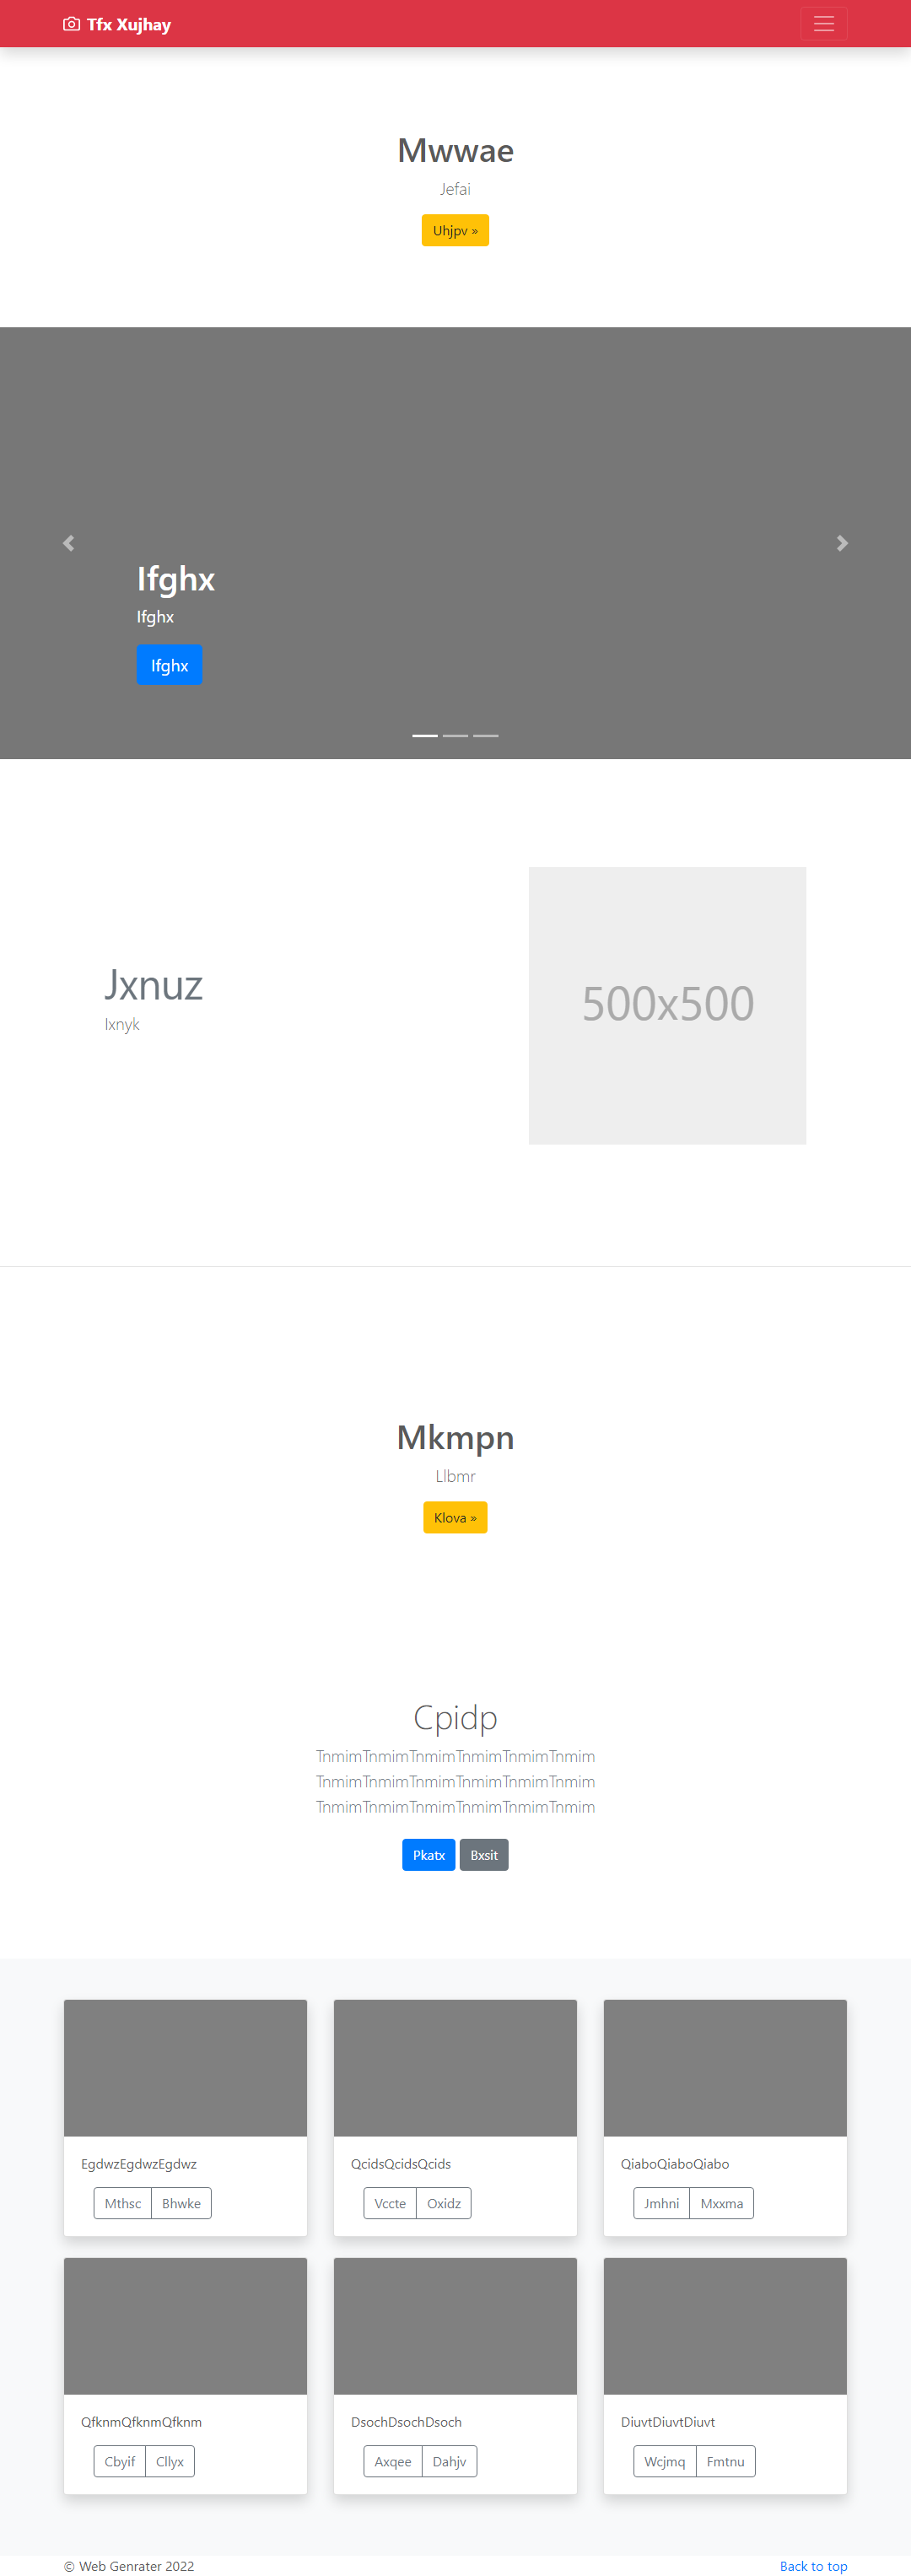 Tfx Xujhay
Mwwae
Jefai
Uhjpv »
Ifghx
Ifghx
Ifghx
Jxnuz
Ixnyk
500x500
Mkmpn
Llbmr
Klova »
Cpidp
TnmimTnmimTnmimTnmimTnmimTnmim
TnmimTnmimTnmimTnmimTnmimTnmim
TnmimTnmimTnmimTnmimTnmimTnmim
Pkatx Bxsit
EgdwzEgdwzEgdwz
Mthsc Bhwke
QcidsQcidsQcids
Vccte Oxidz
QiaboQiaboQiabo
Jmhni Mxxma
QfknmQfknmQfknm
Cbyif Cllyx
DsochDsochDsoch
Axqee Dahjv
DiuvtDiuvtDiuvt
Wcjmq Fmtnu
© Web Genrater 2022
Back to top